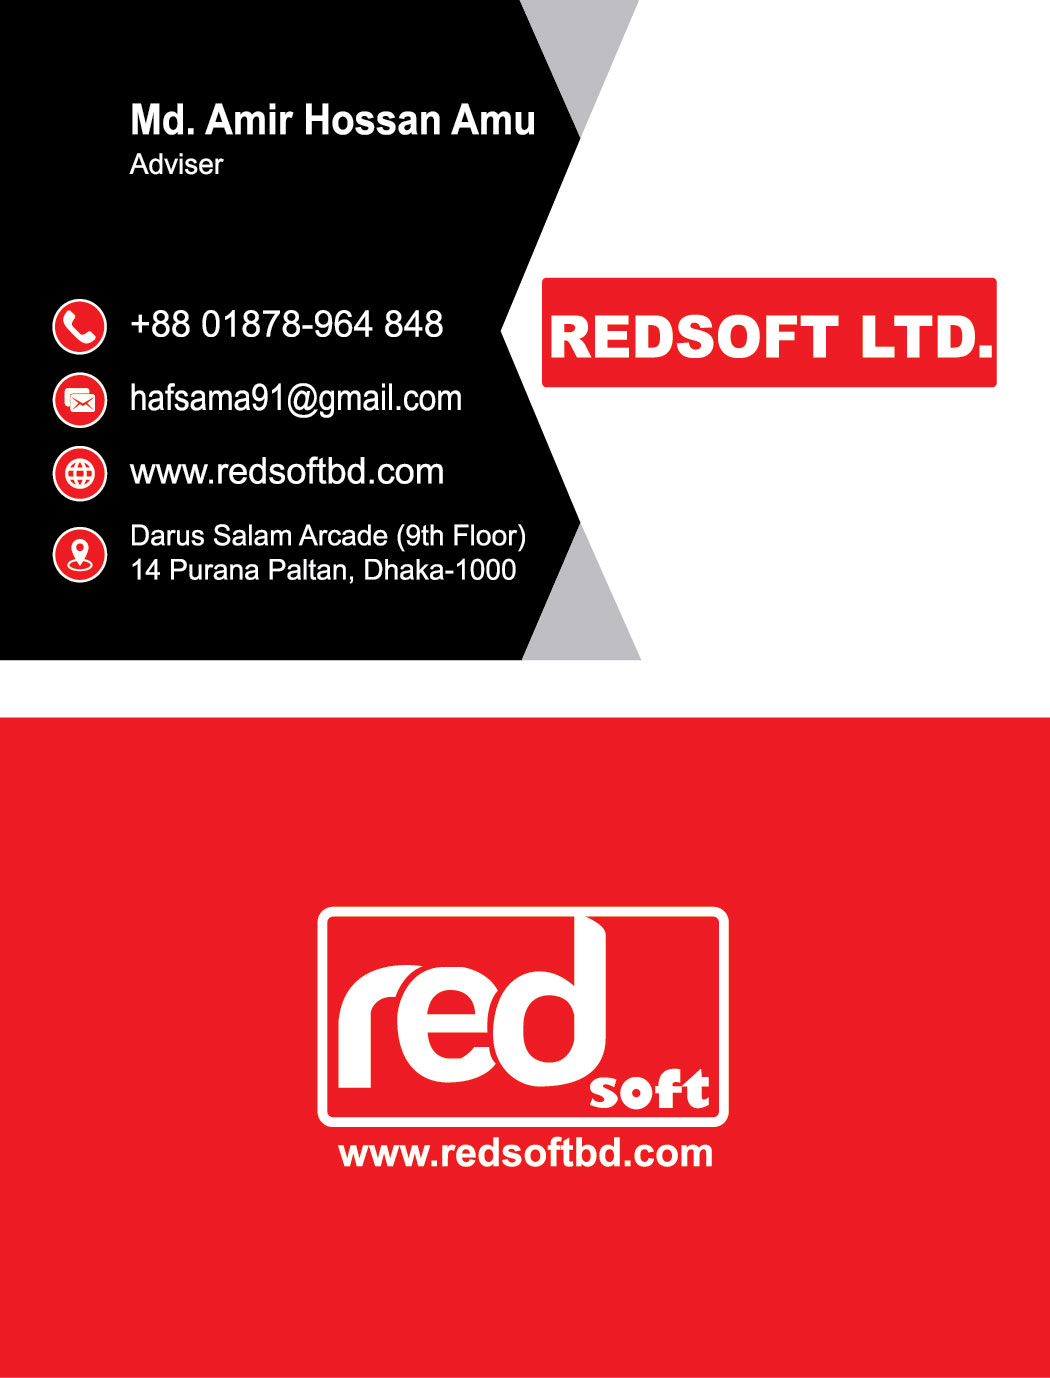 Md. Amir Hossan Amu
Adviser
+88 01878-964 848
hafsama91@gmail.com
www.redsoftbd.com
Darus Salam Arcade (9th Floor)
14 Purana Paltan, Dhaka-1000
REDSOFT LTD.
red
soft
www.redsoftbd.com